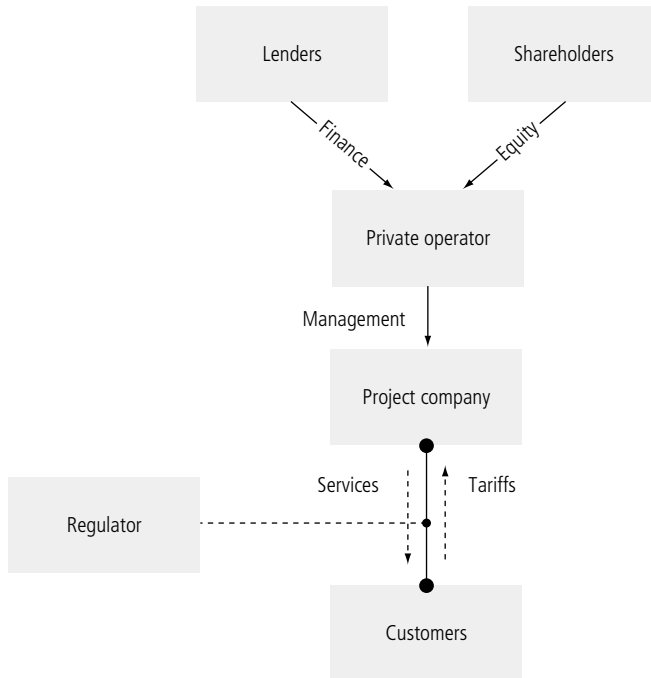 Lenders
Shareholders
Finance
Equity
Private operator
Management
Project company
Services
Tariffs
Regulator
Customers